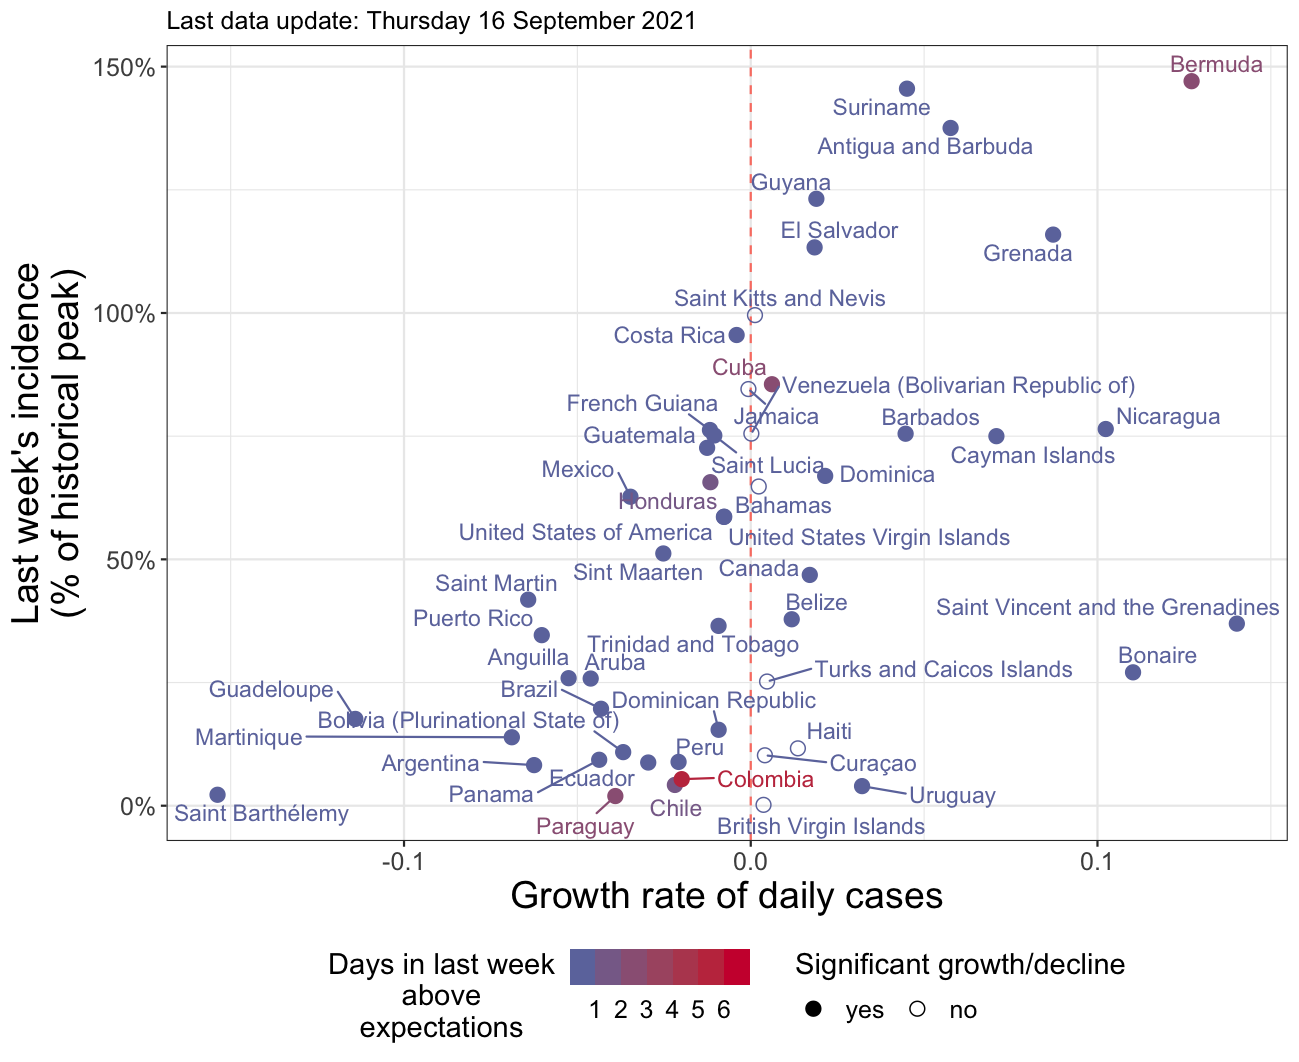 Last data update: Thursday 16 September 2021
Last week's incidence
(% of historical peak)
150%
100%
50%
0%
Bermuda
Suriname
Antigua and Barbuda
Guyana
El Salvador
Grenada
Saint Kitts and Nevis
Costa Rica
Cuba
Venezuela (Bolivarian Republic of)
French Guiana
Jamaica
Barbados
Nicaragua
Guatemala
Cayman Islands
Mexico
Saint Lucia
Dominica
Honduras
Bahamas
United States of America
United States Virgin Islands
Sint Maarten
Canada
Saint Martin
Belize
Saint Vincent and the Grenadines
Puerto Rico
Trinidad and Tobago
Anguilla
Aruba
Bonaire
Turks and Caicos Islands
Guadeloupe
Brazil
Dominican Republic
Bolivia (Plurinational State of)
Martinique
Haiti
Peru
Argentina
Curaçao
Ecuador
Colombia
Panama
Uruguay
Saint Barthélemy
Chile
Paraguay
British Virgin Islands
-0.1
0.0
0.1
Growth rate of daily cases
Days in last week
above
expectations
1 2 3 4 5 6
Significant growth/decline
yes
no